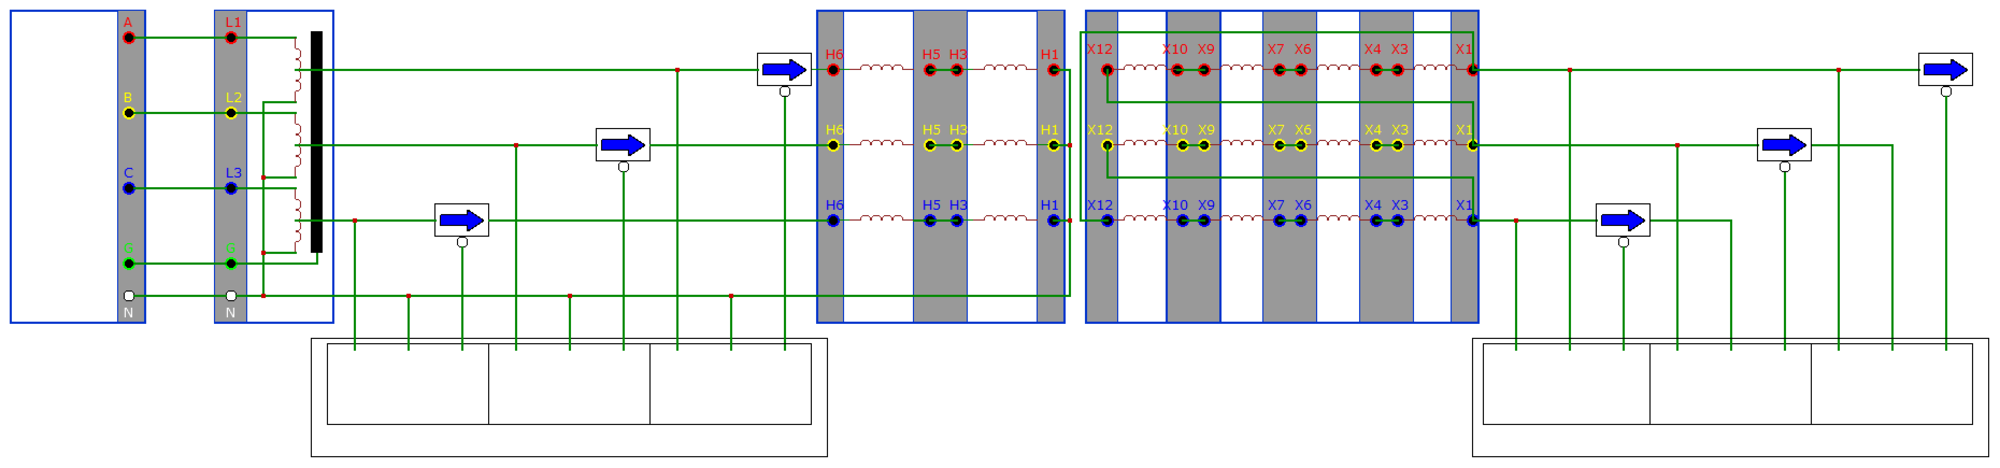 A L1
B L2
C L3
G G
N N
H6 H5 H3 H1 X12 X10 X9 X7 X6 X4 X3 X1
H6 H5 H3 H1 X12 X10 X9 X7 X6 X4 X3 X1
H6 H5 H3 H1 X12 X10 X9 X7 X6 X4 X3 X1